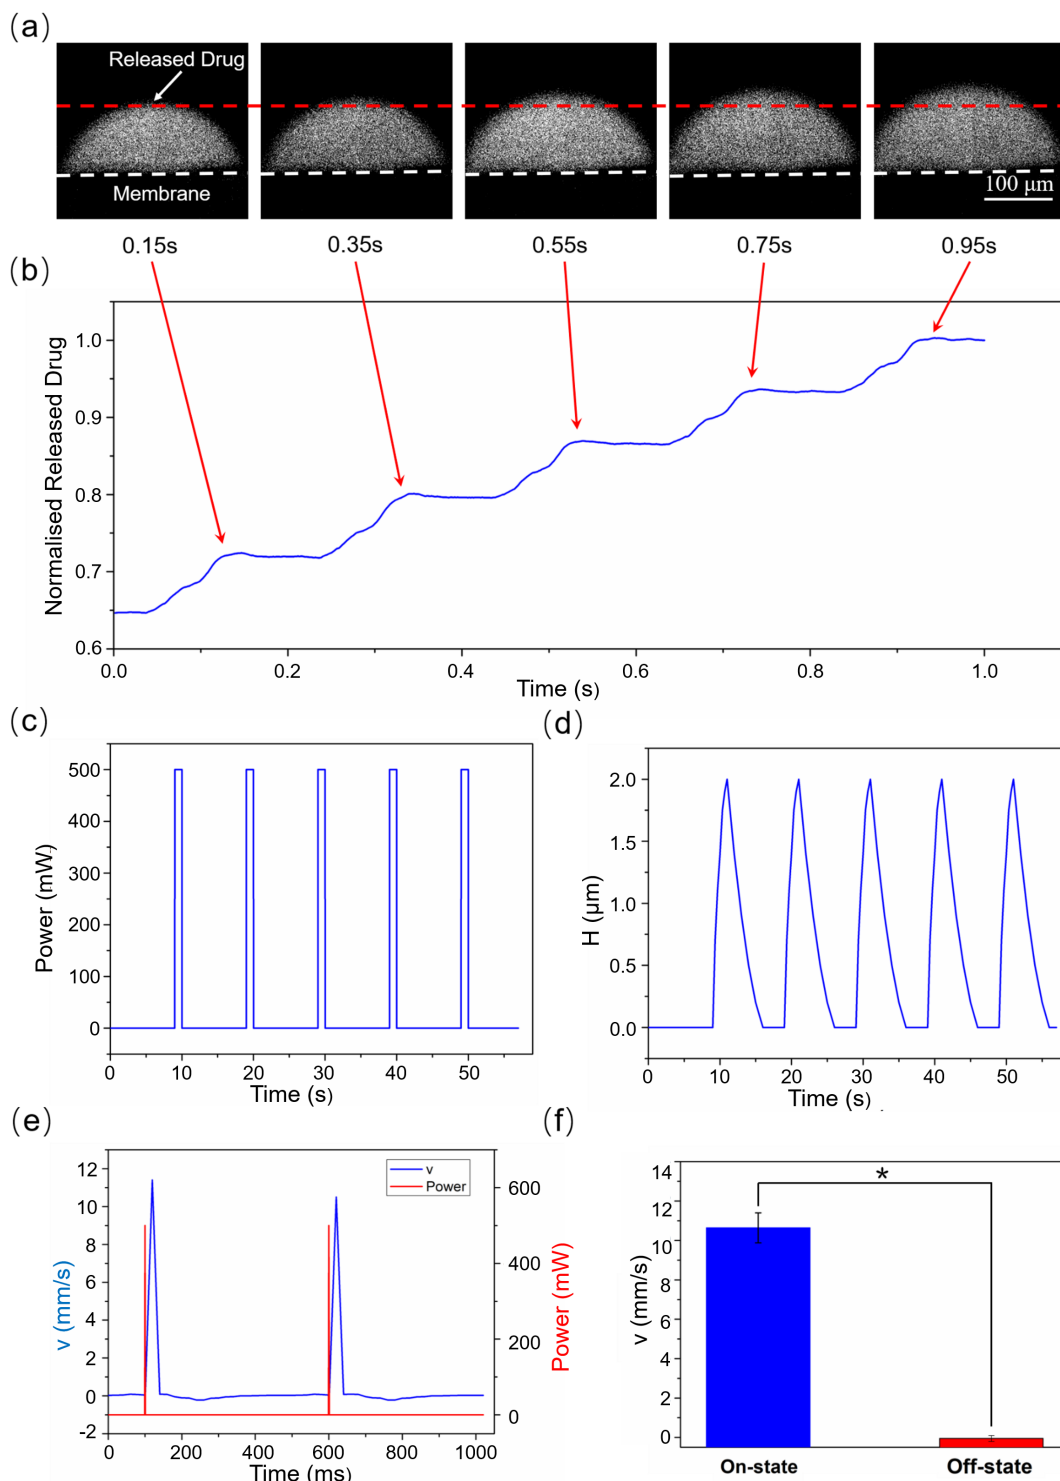 (a)
Released Drug
Membrane
100 μm
0.15s 0.35s 0.55s 0.75s 0.95s
(b)
Normalised Released Drug
1.0
0.9
0.8
0.7
0.6
0.0 0.2 0.4 0.6 0.8 1.0
Time (s)
(c)
Power (mW)
500
400
300
200
100
0
0 10 20 30 40 50
Time (s)
(d)
H (μm)
2.0
1.5
1.0
0.5
0.0
0 10 20 30 40 50
Time (s)
(e)
v (mm/s)
12
10
8
6
4
2
0
-2
v
Power
600
400
200
0
Power (mW)
0 200 400 600 800 1000
Time (ms)
(f)
v (mm/s)
14
12
10
8
6
4
2
0
*
On-state Off-state